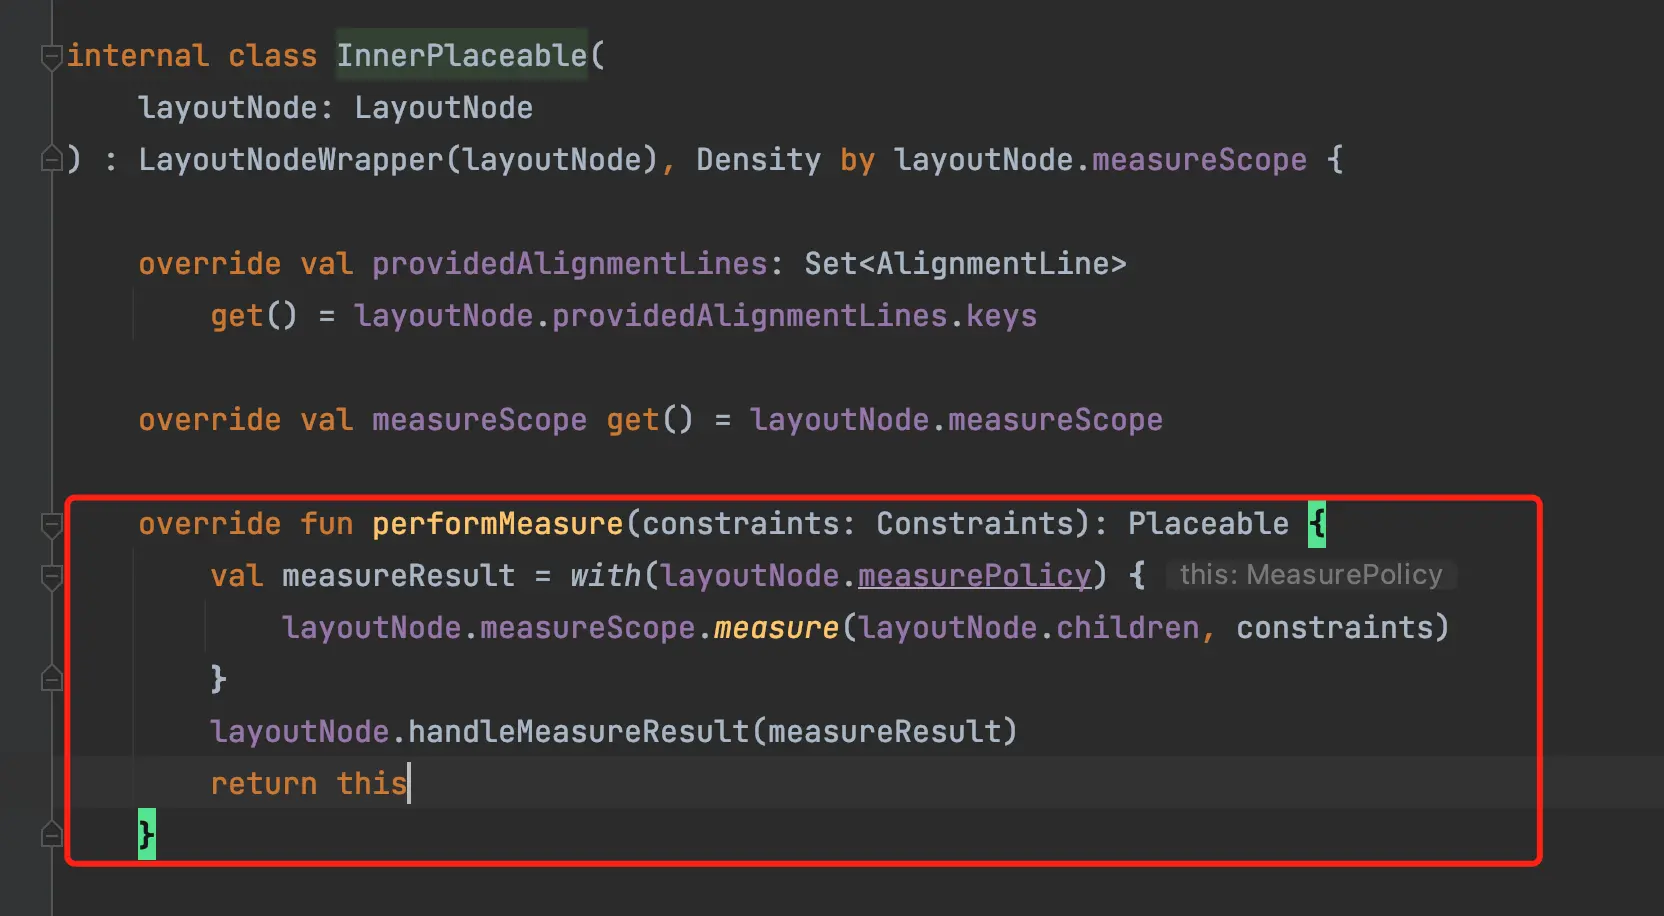 internal class InnerPlaceable(
    layoutNode: LayoutNode
) : LayoutNodeWrapper(layoutNode), Density by layoutNode.measureScope {
    override val providedAlignmentLines: Set<AlignmentLine>
        get() = layoutNode.providedAlignmentLines.keys
    override val measureScope get() = layoutNode.measureScope
    override fun performMeasure(constraints: Constraints): Placeable {
        val measureResult = with(layoutNode.measurePolicy) { this: MeasurePolicy
            layoutNode.measureScope.measure(layoutNode.children, constraints)
        }
        layoutNode.handleMeasureResult(measureResult)
        return this
    }